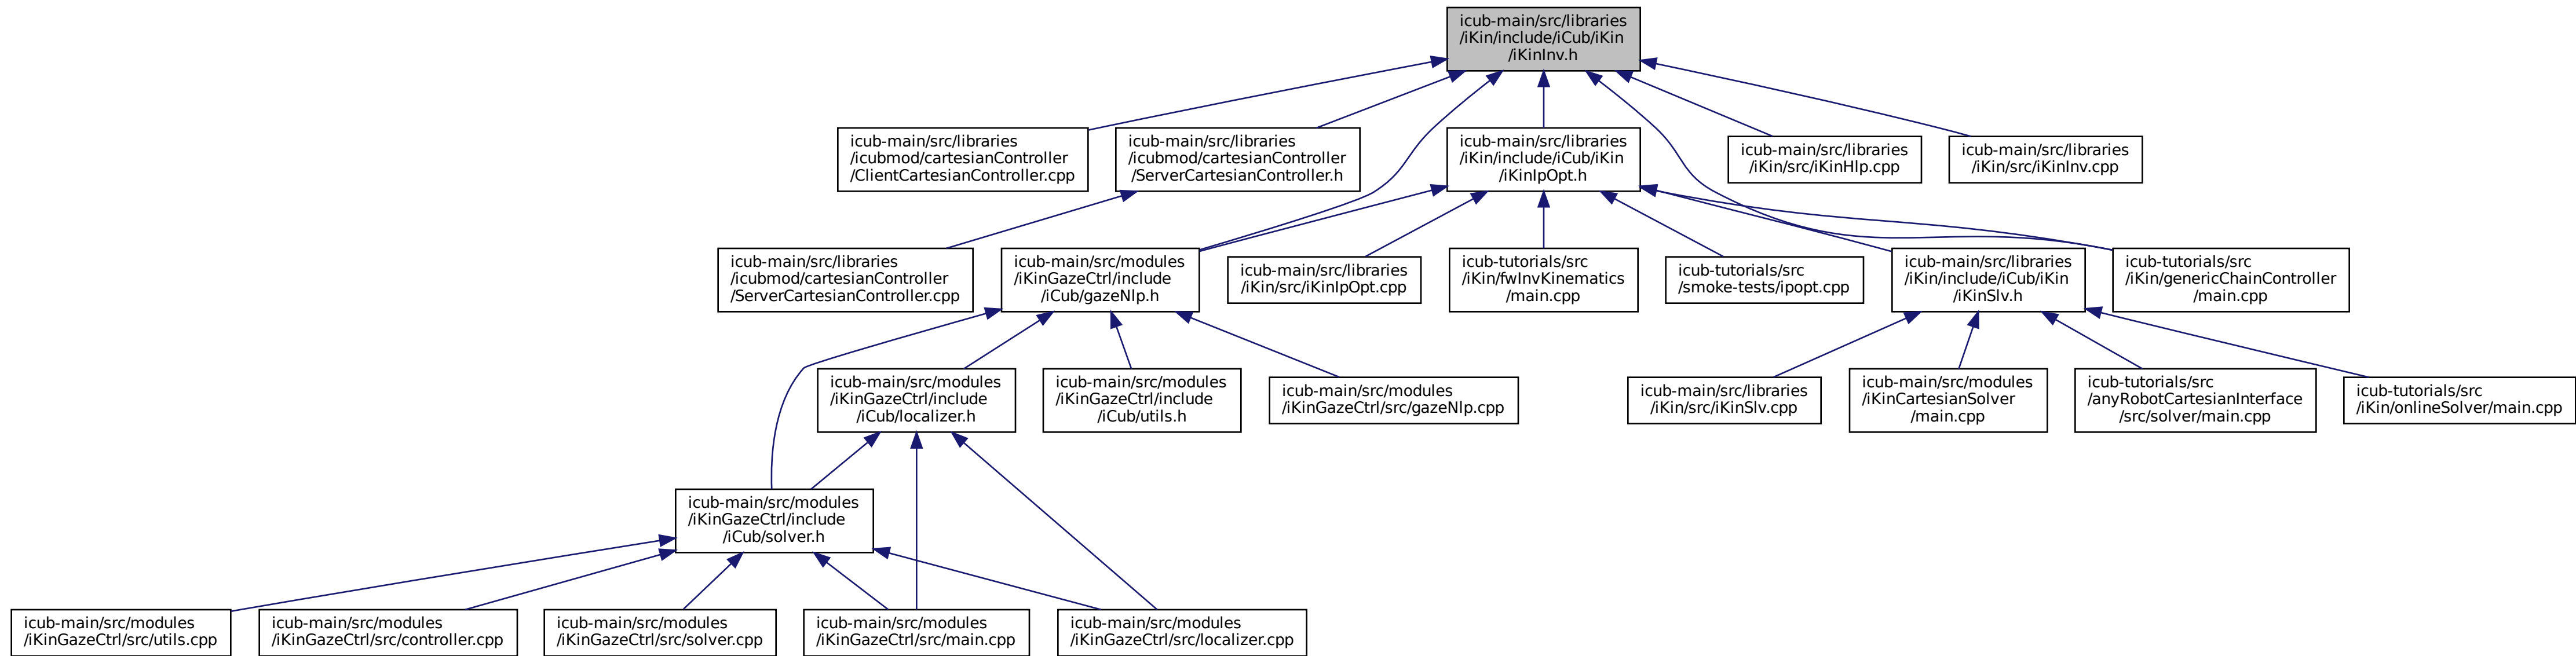 icub-main/src/libraries
/iKin/include/iCub/iKin
/iKinInv.h
icub-main/src/libraries
/icubmod/cartesianController
/ClientCartesianController.cpp
icub-main/src/libraries
/icubmod/cartesianController
/ServerCartesianController.h
icub-main/src/libraries
/iKin/include/iCub/iKin
/iKinIpOpt.h
icub-main/src/libraries
/iKin/src/iKinHlp.cpp
icub-main/src/libraries
/iKin/src/iKinInv.cpp
icub-main/src/libraries
/icubmod/cartesianController
/ServerCartesianController.cpp
icub-main/src/modules
/iKinGazeCtrl/include
/iCub/gazeNlp.h
icub-main/src/libraries
/iKin/src/iKinIpOpt.cpp
icub-tutorials/src
/iKin/fwInvKinematics
/main.cpp
icub-tutorials/src
/smoke-tests/ipopt.cpp
icub-main/src/libraries
/iKin/include/iCub/iKin
/iKinSlv.h
icub-tutorials/src
/iKin/genericChainController
/main.cpp
icub-main/src/modules
/iKinGazeCtrl/include
/iCub/localizer.h
icub-main/src/modules
/iKinGazeCtrl/include
/iCub/utils.h
icub-main/src/modules
/iKinGazeCtrl/src/gazeNlp.cpp
icub-main/src/libraries
/iKin/src/iKinSlv.cpp
icub-main/src/modules
/iKinCartesianSolver
/main.cpp
icub-tutorials/src
/anyRobotCartesianInterface
/src/solver/main.cpp
icub-tutorials/src
/iKin/onlineSolver/main.cpp
icub-main/src/modules
/iKinGazeCtrl/include
/iCub/solver.h
icub-main/src/modules
/iKinGazeCtrl/src/utils.cpp
icub-main/src/modules
/iKinGazeCtrl/src/controller.cpp
icub-main/src/modules
/iKinGazeCtrl/src/solver.cpp
icub-main/src/modules
/iKinGazeCtrl/src/main.cpp
icub-main/src/modules
/iKinGazeCtrl/src/localizer.cpp